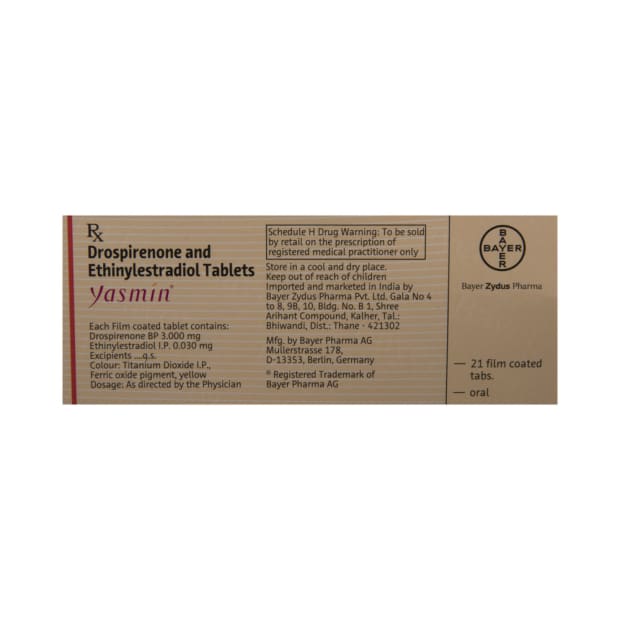 Rx
Drospirenone and
Ethinylestradiol Tablets
Yasmin®
Each Film coated tablet contains:
Drospirenone BP 3.000 mg
Ethinylestradiol I.P. 0.030 mg
Excipients ....q.s.
Colour: Titanium Dioxide I.P.,
Ferric oxide pigment, yellow
Dosage: As directed by the Physician
Schedule H Drug Warning: To be sold
by retail on the prescription of
registered medical practitioner only
Store in a cool and dry place.
Keep out of reach of children
Imported and marketed in India by
Bayer Zydus Pharma Pvt. Ltd. Gala No 4
to 8, 9B, 10, Bldg. No. B 1, Shree
Arihant Compound, Kalher, Tal.:
Bhiwandi, Dist.: Thane - 421302
Mfg. by Bayer Pharma AG
Mullerstrasse 178,
D-13353, Berlin, Germany
® Registered Trademark of
Bayer Pharma AG
BAYER
BAYER
Bayer Zydus Pharma
— 21 film coated
tabs.
— oral